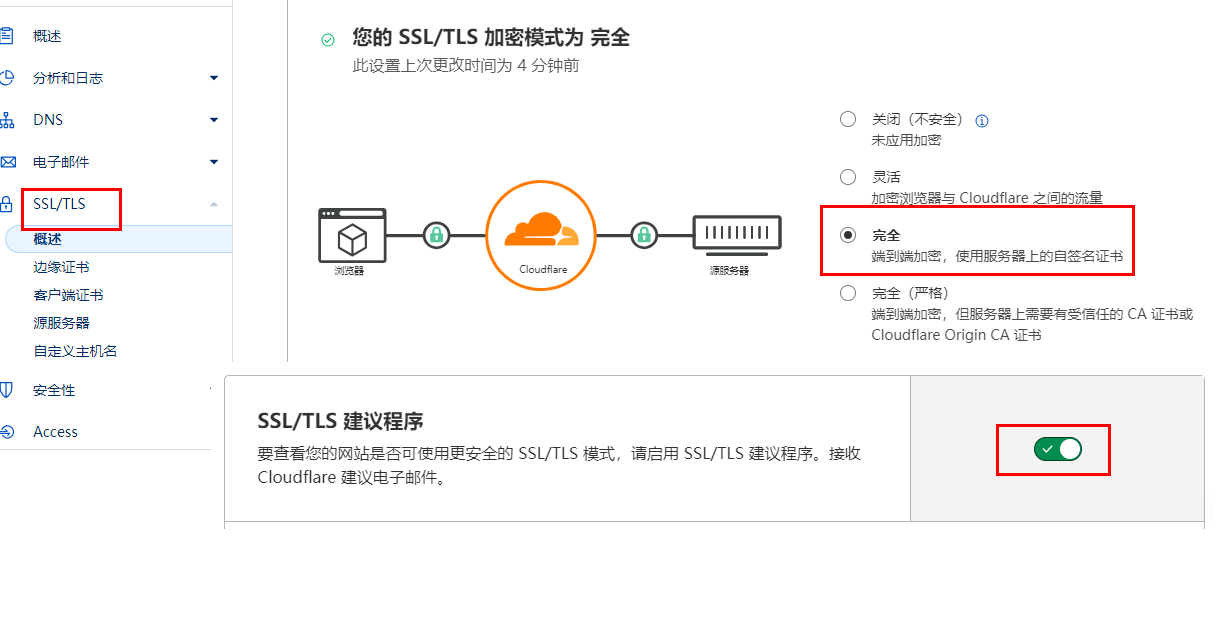 概述
分析和日志
DNS
电子邮件
SSL/TLS
概述
边缘证书
客户端证书
源服务器
自定义主机名
安全性
Access
您的 SSL/TLS 加密模式为 完全
此设置上次更改时间为 4 分钟前
浏览器
Cloudflare
源服务器
关闭（不安全）
未应用加密
灵活
加密浏览器与 Cloudflare 之间的流量
完全
端到端加密，使用服务器上的自签名证书
完全（严格）
端到端加密，但服务器上需要有受信任的 CA 证书或
Cloudflare Origin CA 证书
SSL/TLS 建议程序
要查看您的网站是否可使用更安全的 SSL/TLS 模式，请启用 SSL/TLS 建议程序。接收
Cloudflare 建议电子邮件。